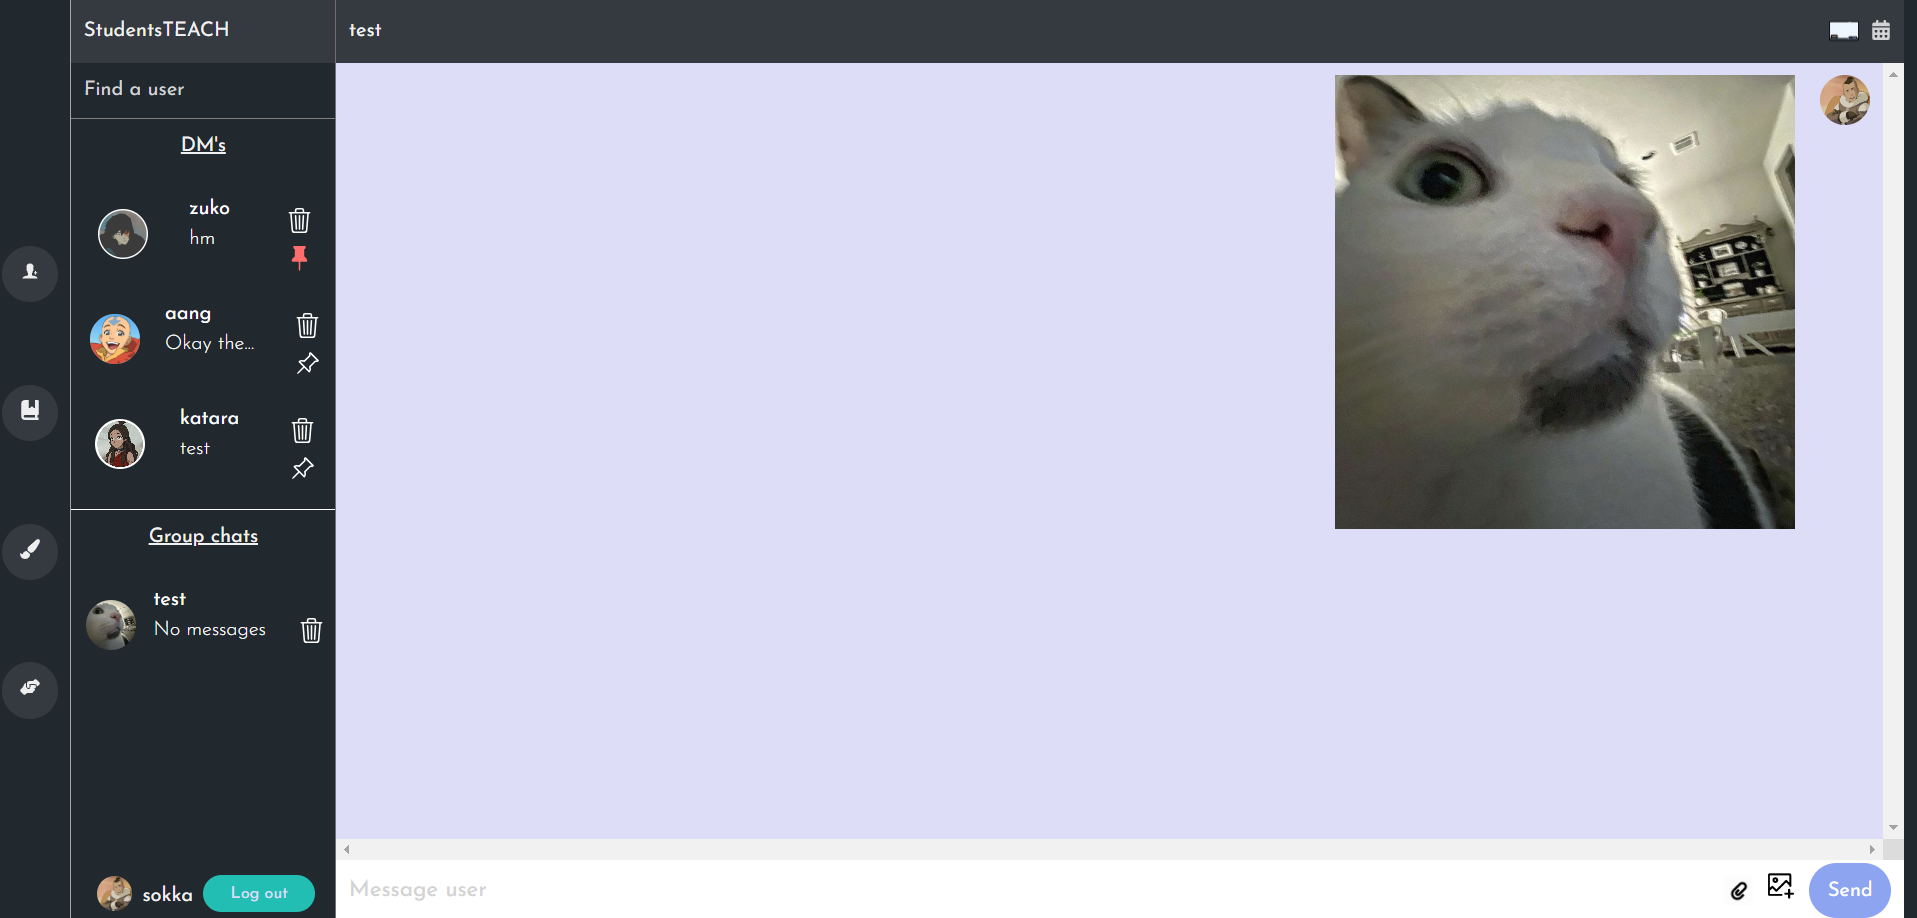 StudentsTEACH
test
Find a user
DM's
zuko
hm
aang
Okay the...
katara
test
Group chats
test
No messages
sokka
Log out
Message user
Send